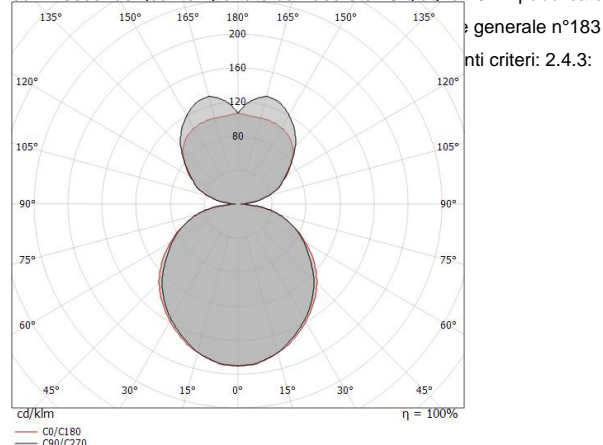 135° 150° 165° 180° 165° 150° 135°
200
e generale n°183
160
nti criteri: 2.4.3:
120° 120 120°
80
105° 105°
90° 90°
75° 75°
60° 60°
45° 30° 15° 0° 15° 30° 45°
cd/klm η = 100%
C0/C180
C90/C270